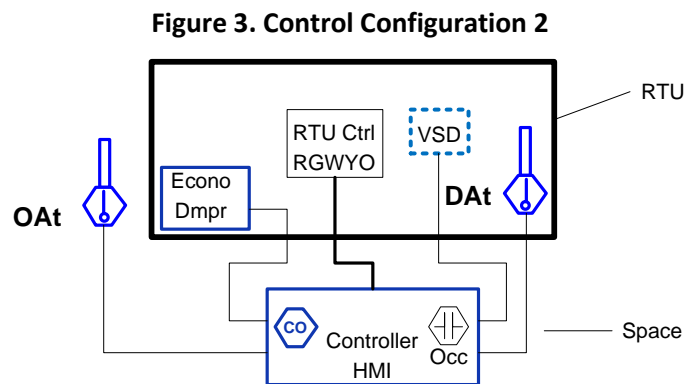 Figure 3. Control Configuration 2
RTU
RTU Ctrl
RGWYO
VSD
Econo
Dmpr
OAt
DAt
CO
Controller
HMI
Occ
Space